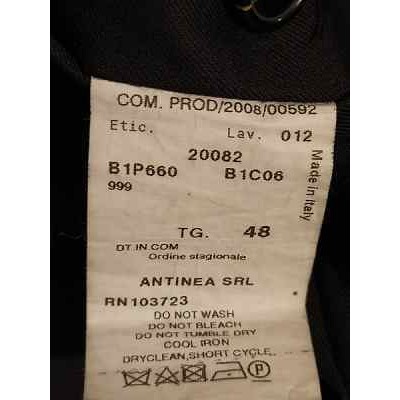 COM. PROD/2008/00592
Etic. Lav. 012
20082
B1P660 B1C06
999
Made in Italy
TG. 48
DT.IN.COM
Ordine stagionale
ANTINEA SRL
RN103723
DO NOT WASH
DO NOT BLEACH
DO NOT TUMBLE DRY
COOL IRON
DRYCLEAN,SHORT CYCLE.
P